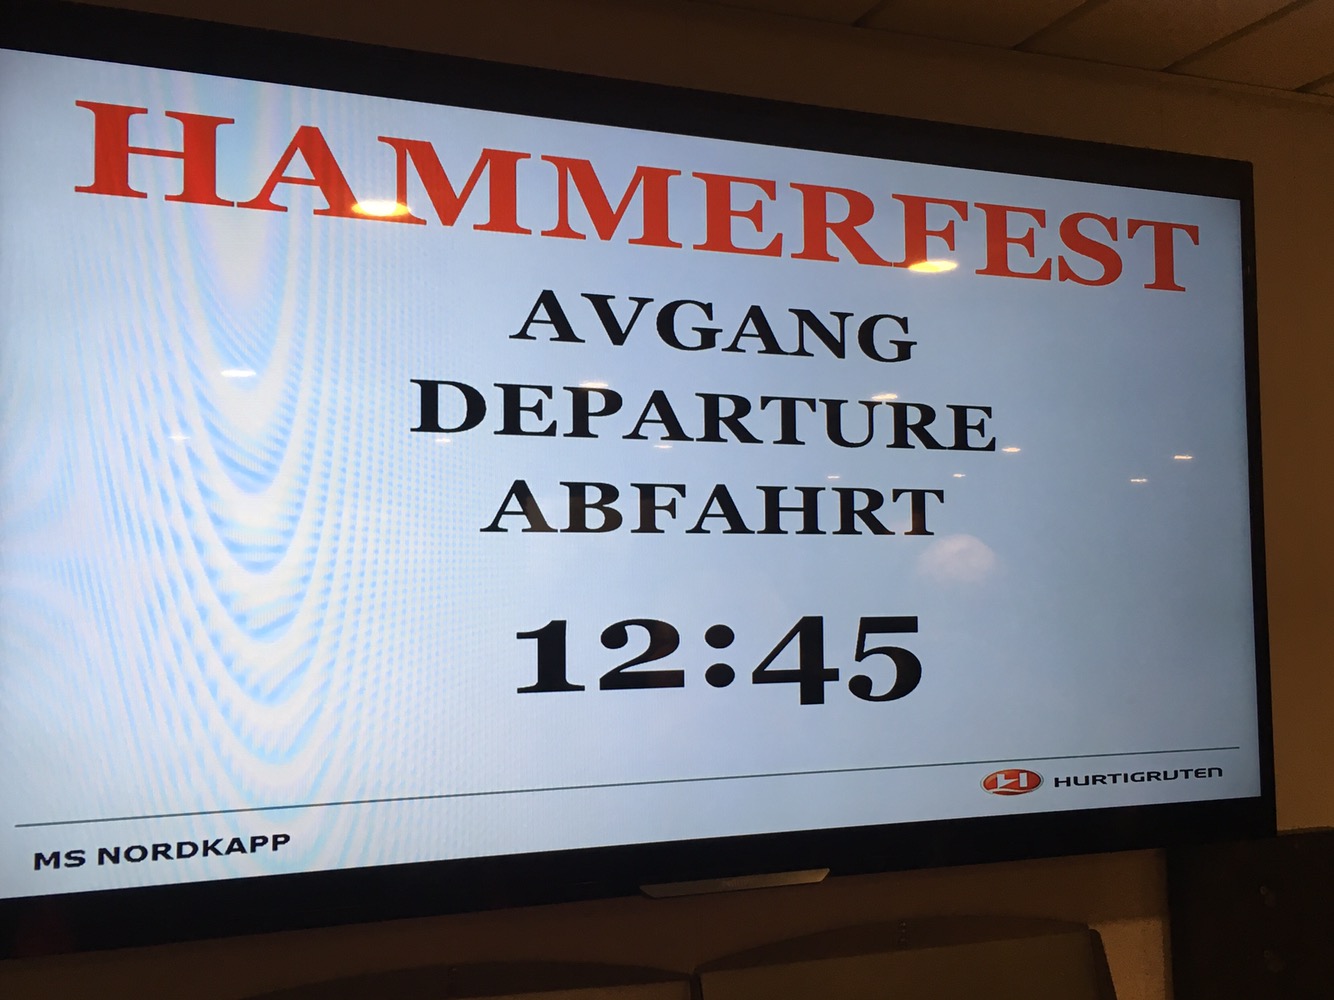 HAMMERFEST
AVGANG
DEPARTURE
ABFAHRT
12:45
HURTIGRUTEN
MS NORDKAPP